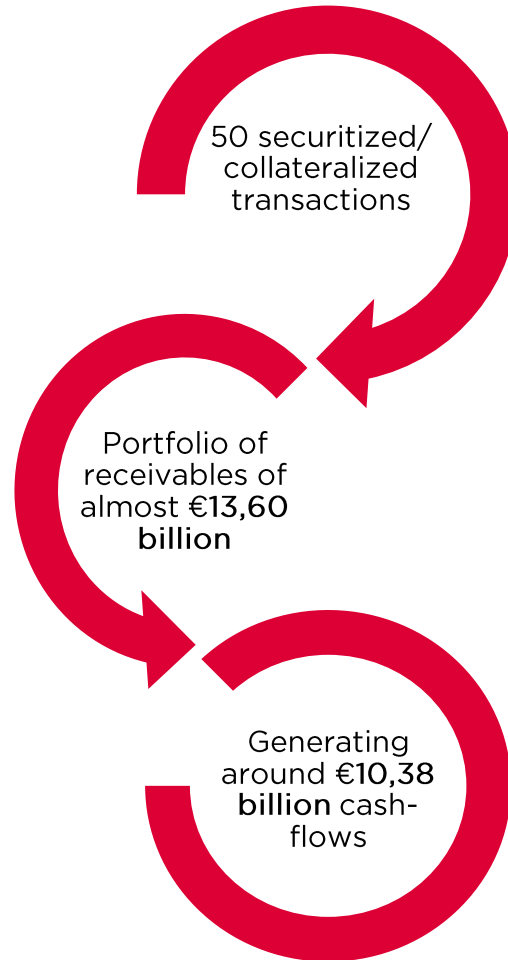 50 securitized/
collateralized
transactions
Portfolio of
receivables of
almost €13,60
billion
Generating
around €10,38
billion cash-
flows